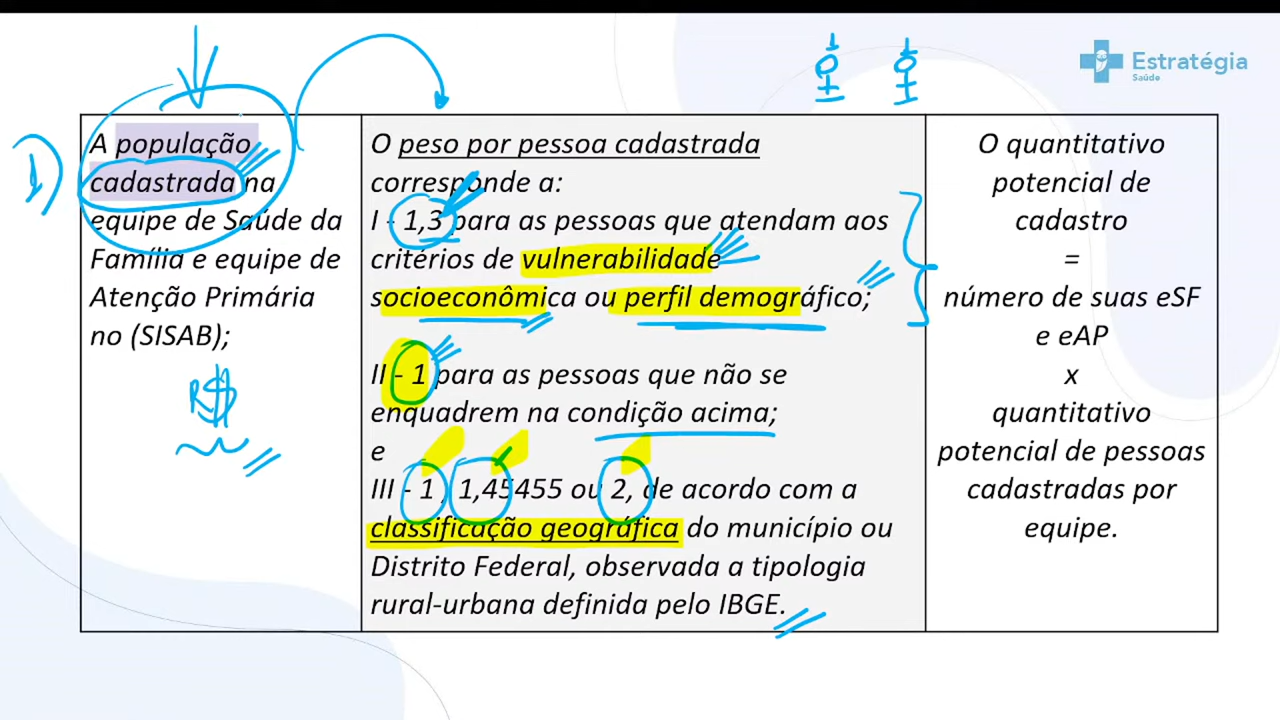 Estratégia
Saúde
I)
A população
cadastrada na
equipe de Saúde da
Família e equipe de
Atenção Primária
no (SISAB);
R$
O peso por pessoa cadastrada
corresponde a:
I - 1,3 para as pessoas que atendam aos
critérios de vulnerabilidade
socioeconômica ou perfil demográfico;
II - 1 para as pessoas que não se
enquadrem na condição acima;
e
III - 1 , 1,45455 ou 2, de acordo com a
classificação geográfica do município ou
Distrito Federal, observada a tipologia
rural-urbana definida pelo IBGE.
O quantitativo
potencial de
cadastro
=
número de suas eSF
e eAP
x
quantitativo
potencial de pessoas
cadastradas por
equipe.